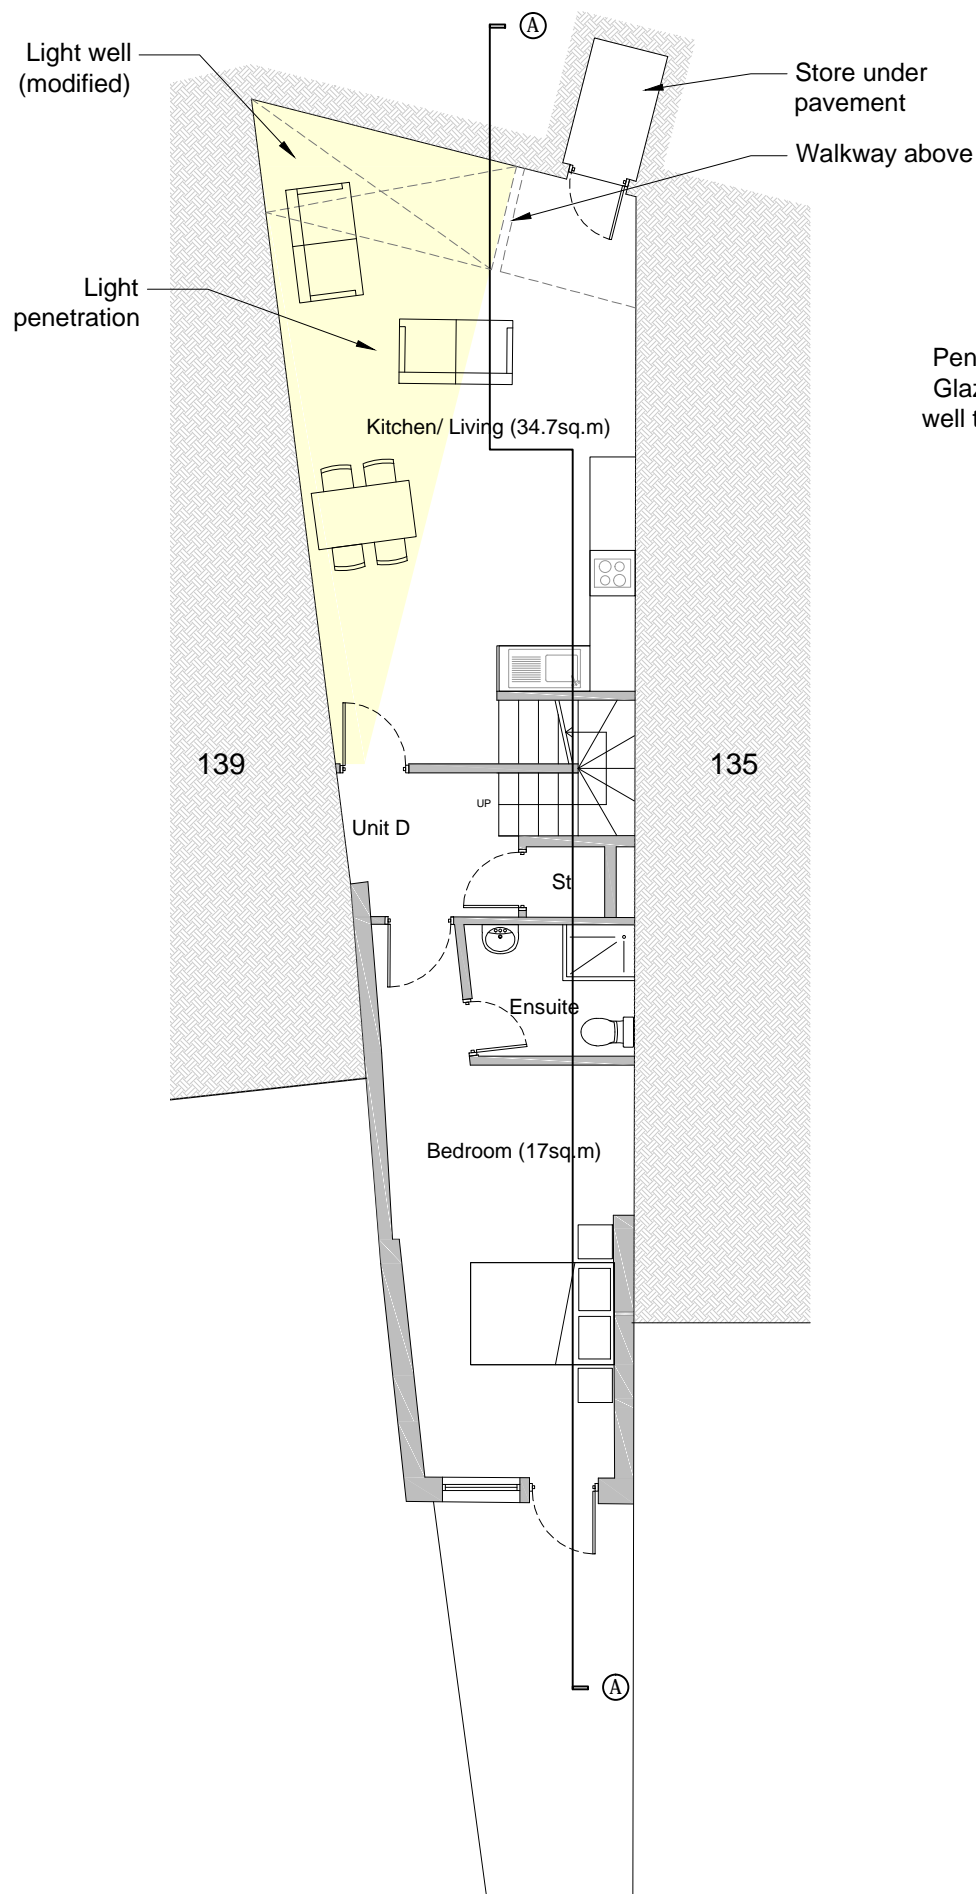 A
Light well
(modified)
Store under
pavement
Walkway above
Light
penetration
Pen
Glaz
well t
Kitchen/ Living (34.7sq.m)
139
135
UP
Unit D
St
Ensuite
Bedroom (17sq.m)
A